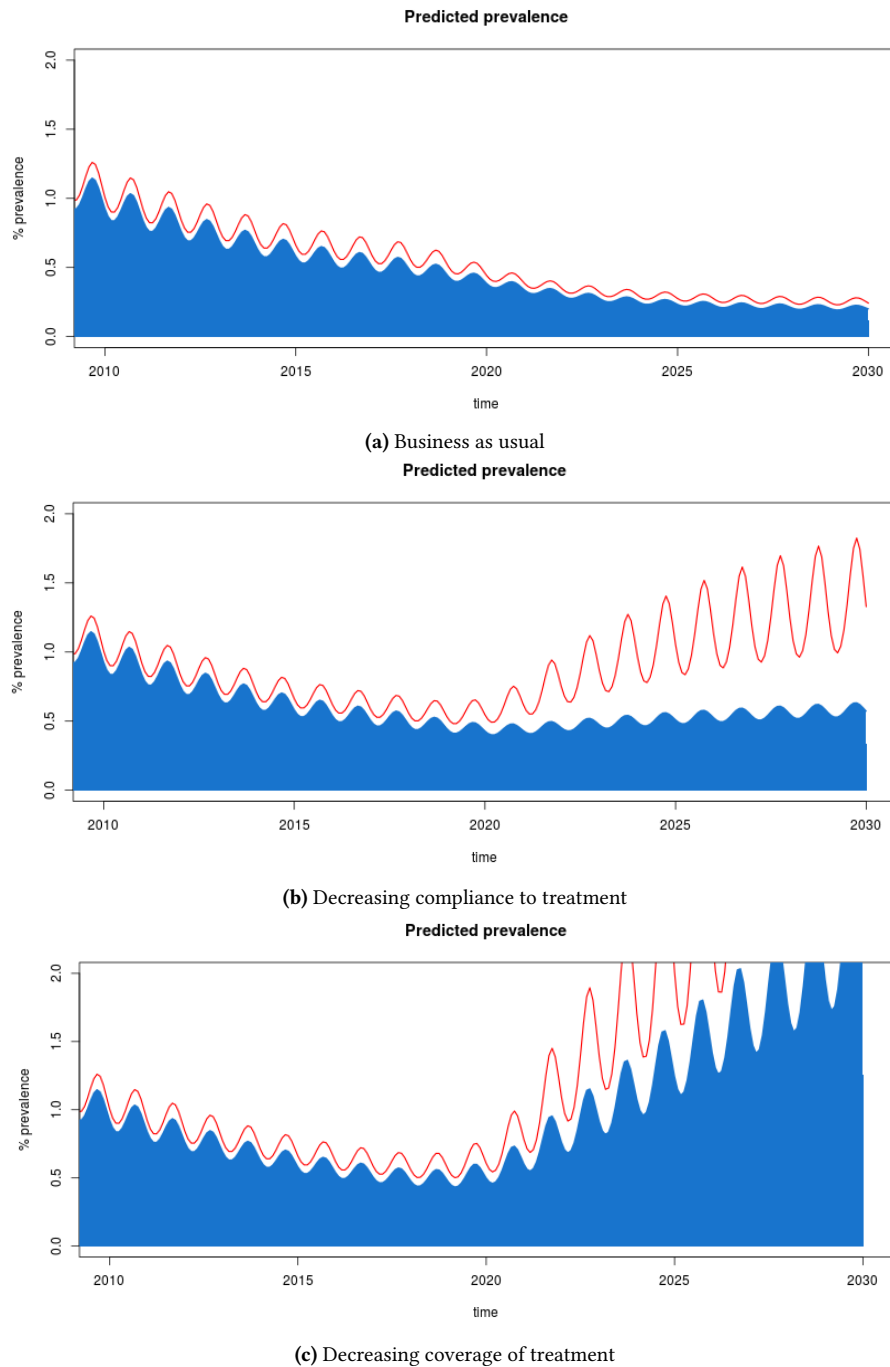 Predicted prevalence
2.0
1.5
1.0
0.5
0.0
% prevalence
2010 2015 2020 2025 2030
time
(a) Business as usual
Predicted prevalence
2.0
1.5
1.0
0.5
0.0
% prevalence
2010 2015 2020 2025 2030
time
(b) Decreasing compliance to treatment
Predicted prevalence
2.0
1.5
1.0
0.5
0.0
% prevalence
2010 2015 2020 2025 2030
time
(c) Decreasing coverage of treatment